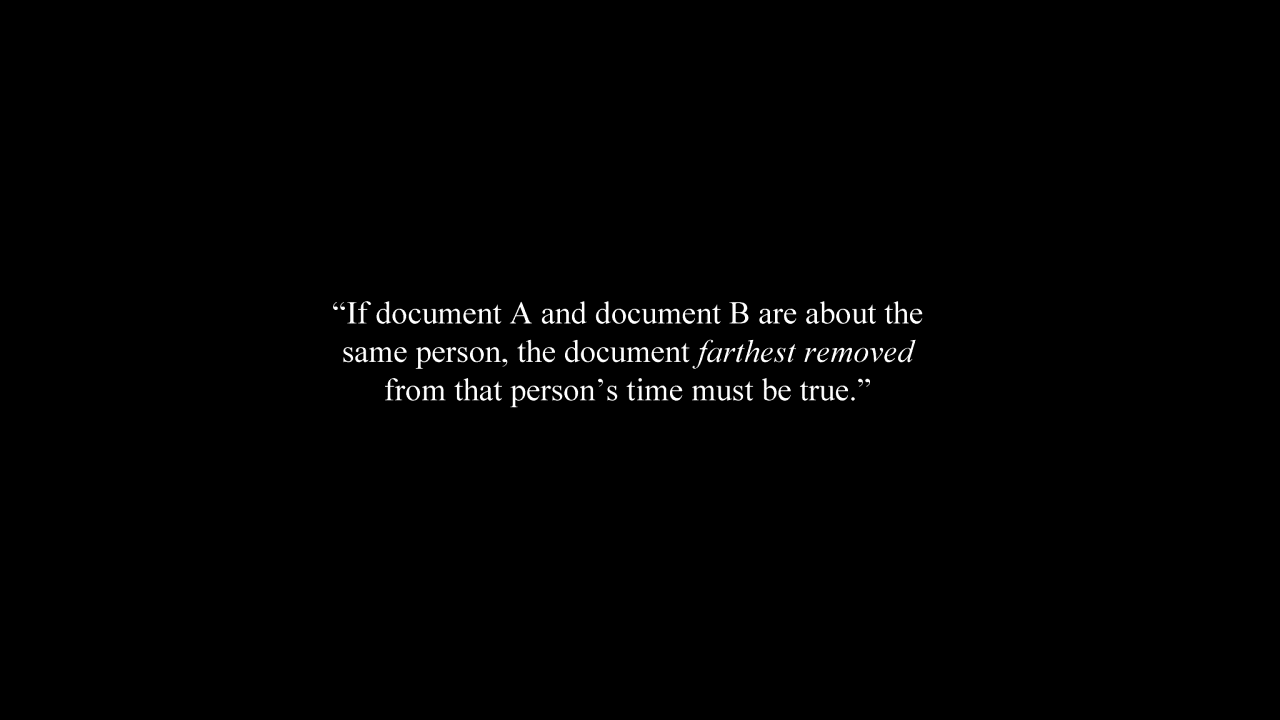 “If document A and document B are about the
same person, the document farthest removed
from that person’s time must be true.”